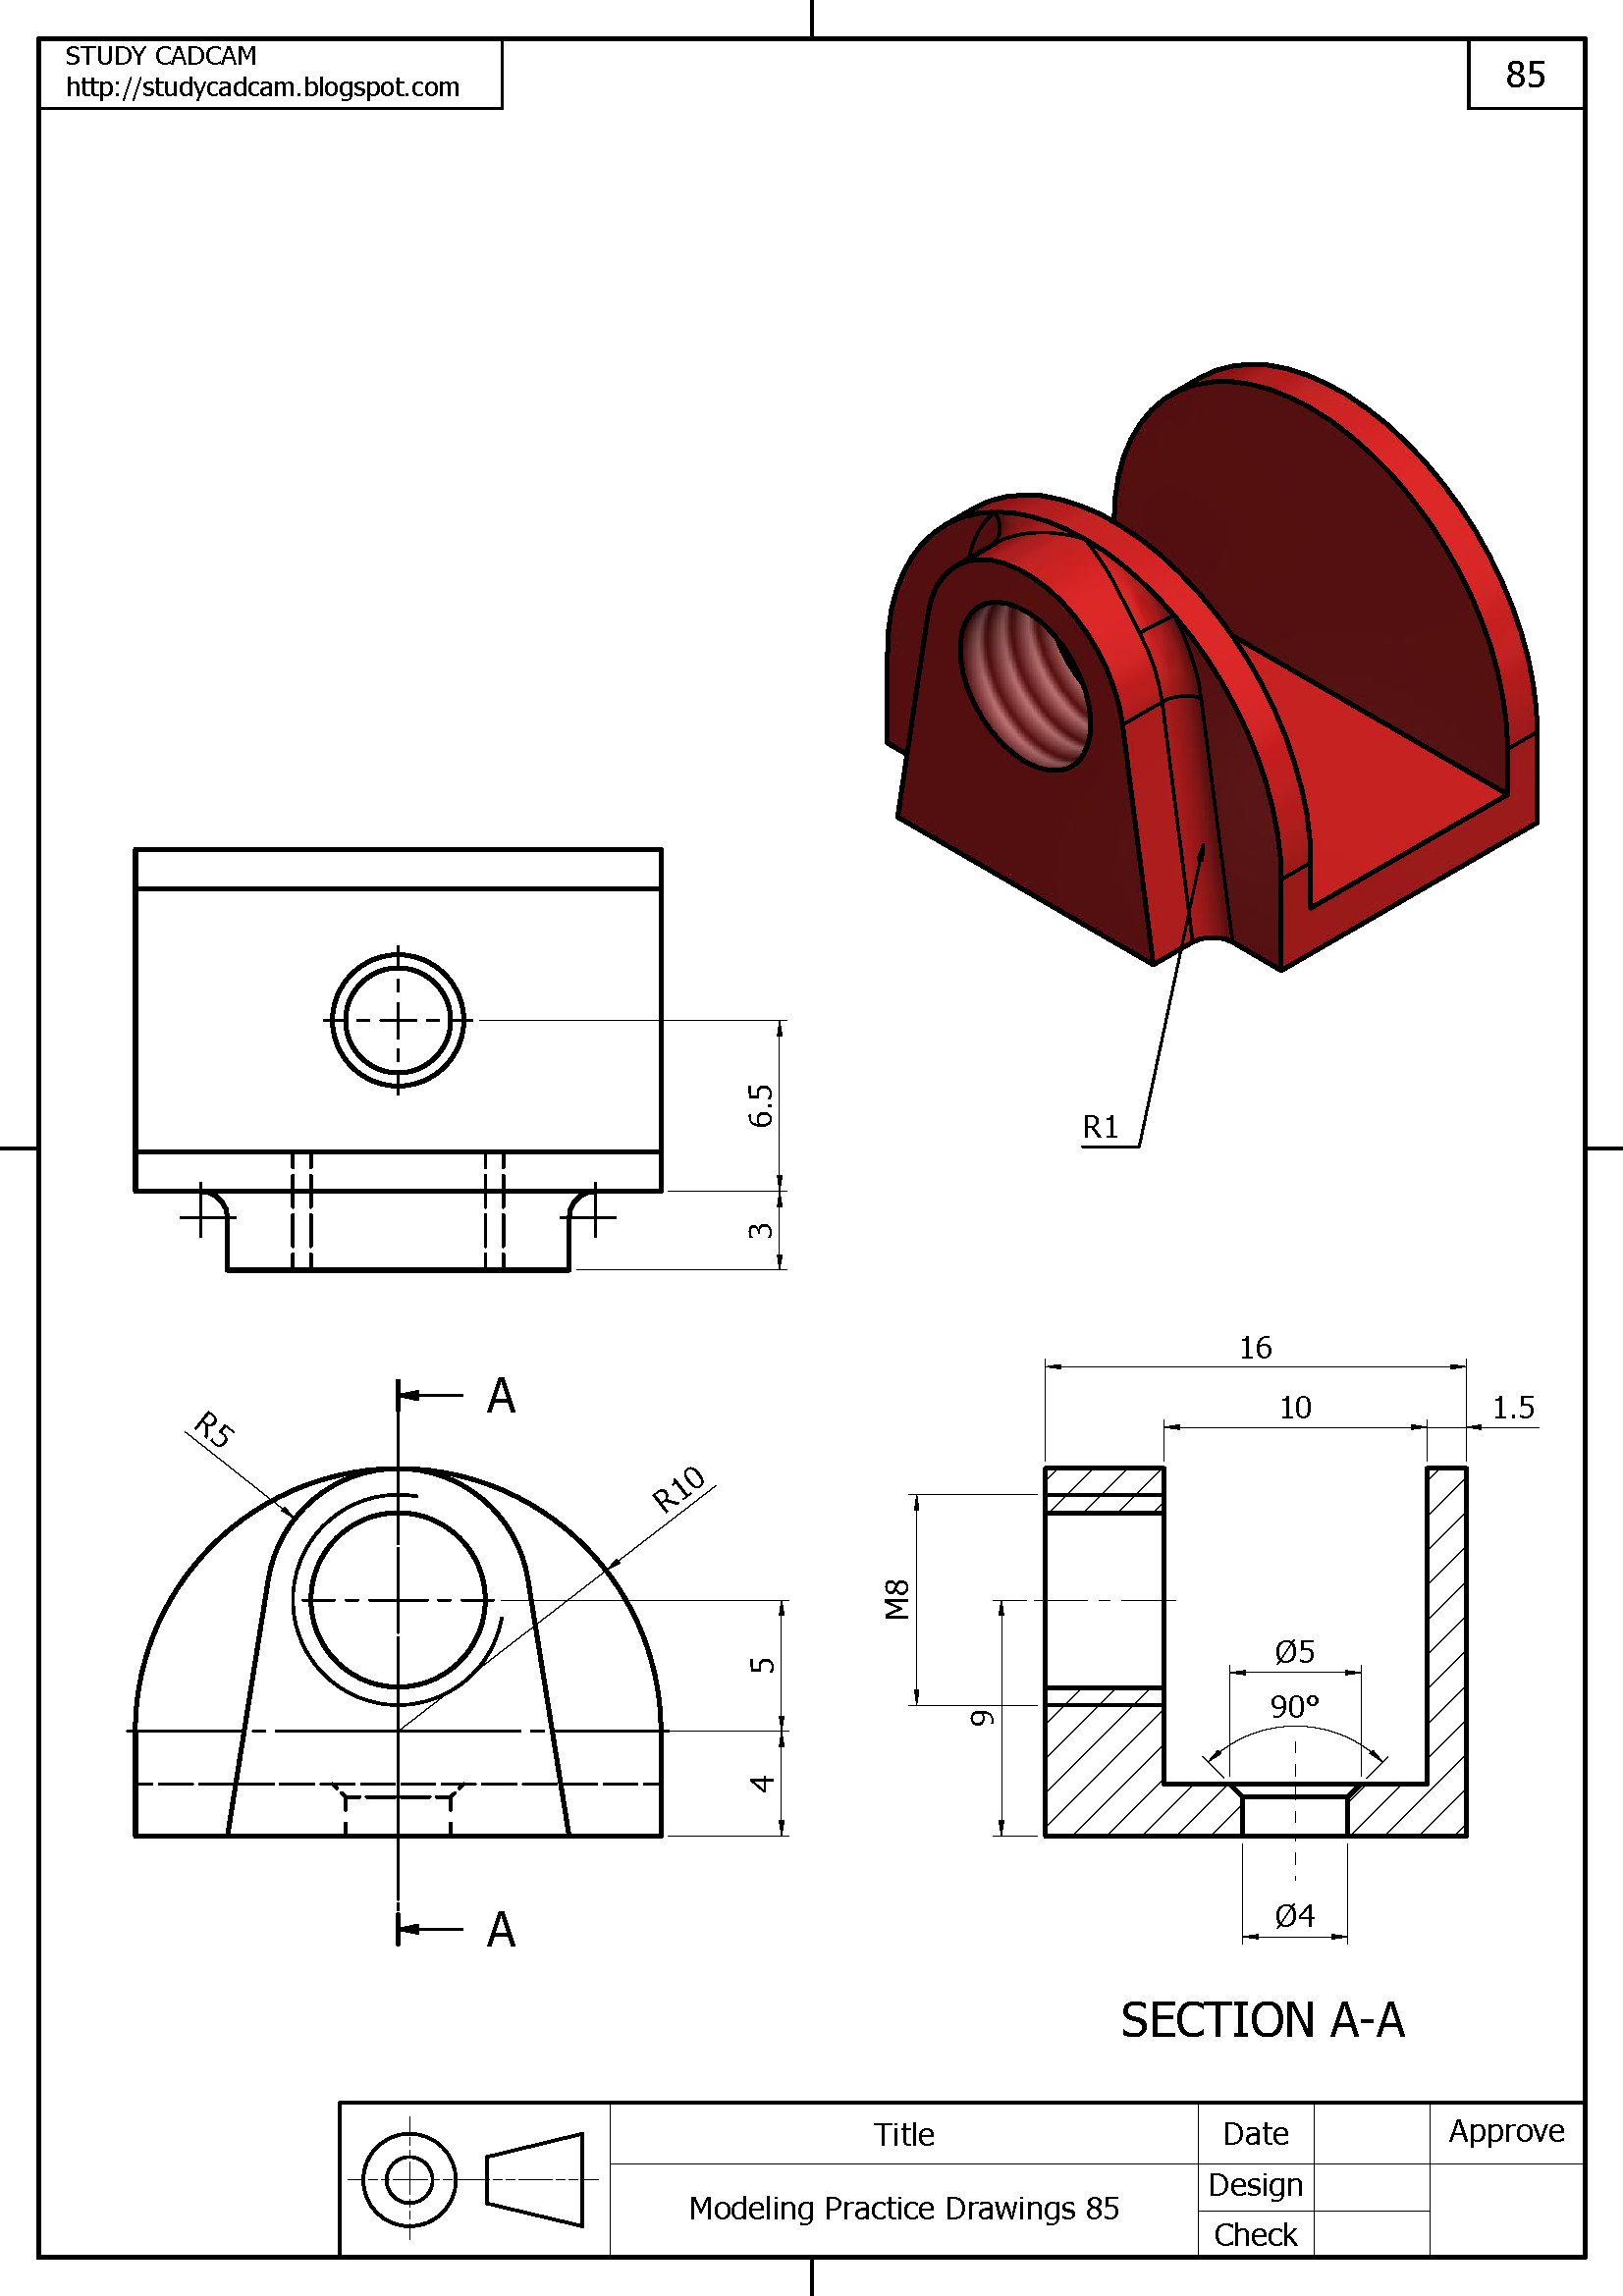 STUDY CADCAM
http://studycadcam.blogspot.com
85
R1
6.5
3
A
R5
R10
5
4
A
16
10
1.5
M8
9
Ø5
90°
Ø4
SECTION A-A
Title
Date
Approve
Modeling Practice Drawings 85
Design
Check